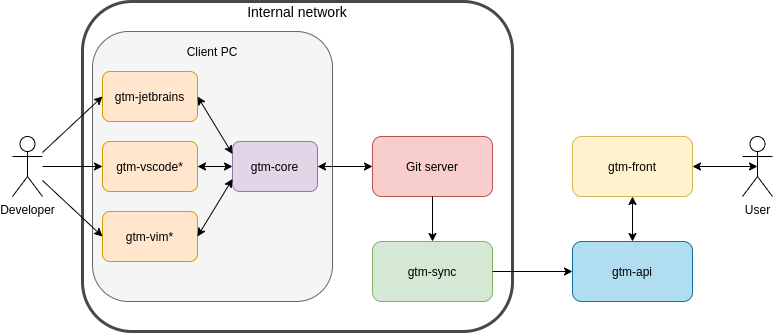 Internal network
Client PC
gtm-jetbrains
gtm-vscode*
gtm-core
Git server
gtm-front
Developer
User
gtm-vim*
gtm-sync
gtm-api